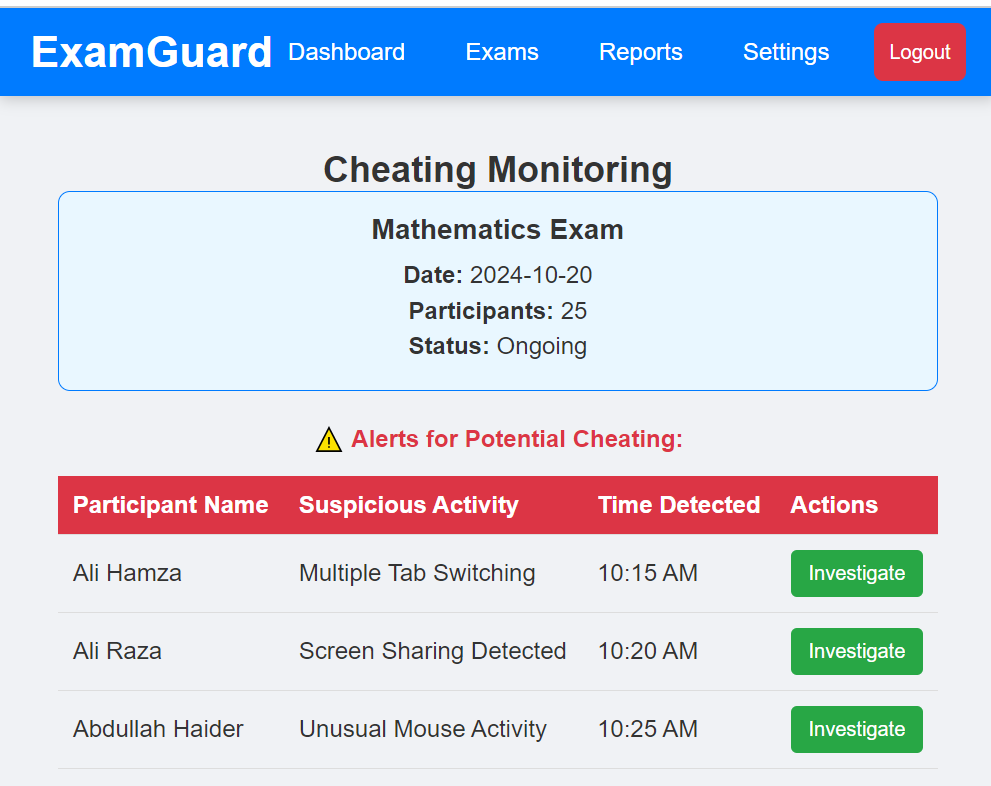 ExamGuard Dashboard Exams Reports Settings Logout
Cheating Monitoring
Mathematics Exam
Date: 2024-10-20
Participants: 25
Status: Ongoing
⚠ Alerts for Potential Cheating:
Participant Name Suspicious Activity Time Detected Actions
Ali Hamza Multiple Tab Switching 10:15 AM Investigate
Ali Raza Screen Sharing Detected 10:20 AM Investigate
Abdullah Haider Unusual Mouse Activity 10:25 AM Investigate